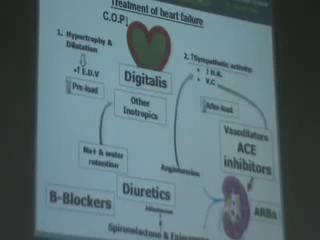 Treatment of heart failure
C.O.P↓
1. Hypertrophy &
Dilatation
↑E.D.V
Pre-load
Digitalis
Other
Inotropics
2. ↑Sympathetic activity:
• ↑ H.R.
• V.C
After-load
Vasodilators
ACE
inhibitors
Na+ & water
retention
Angiotensin
B-Blockers
Diuretics
ARBs
Spironolactone &